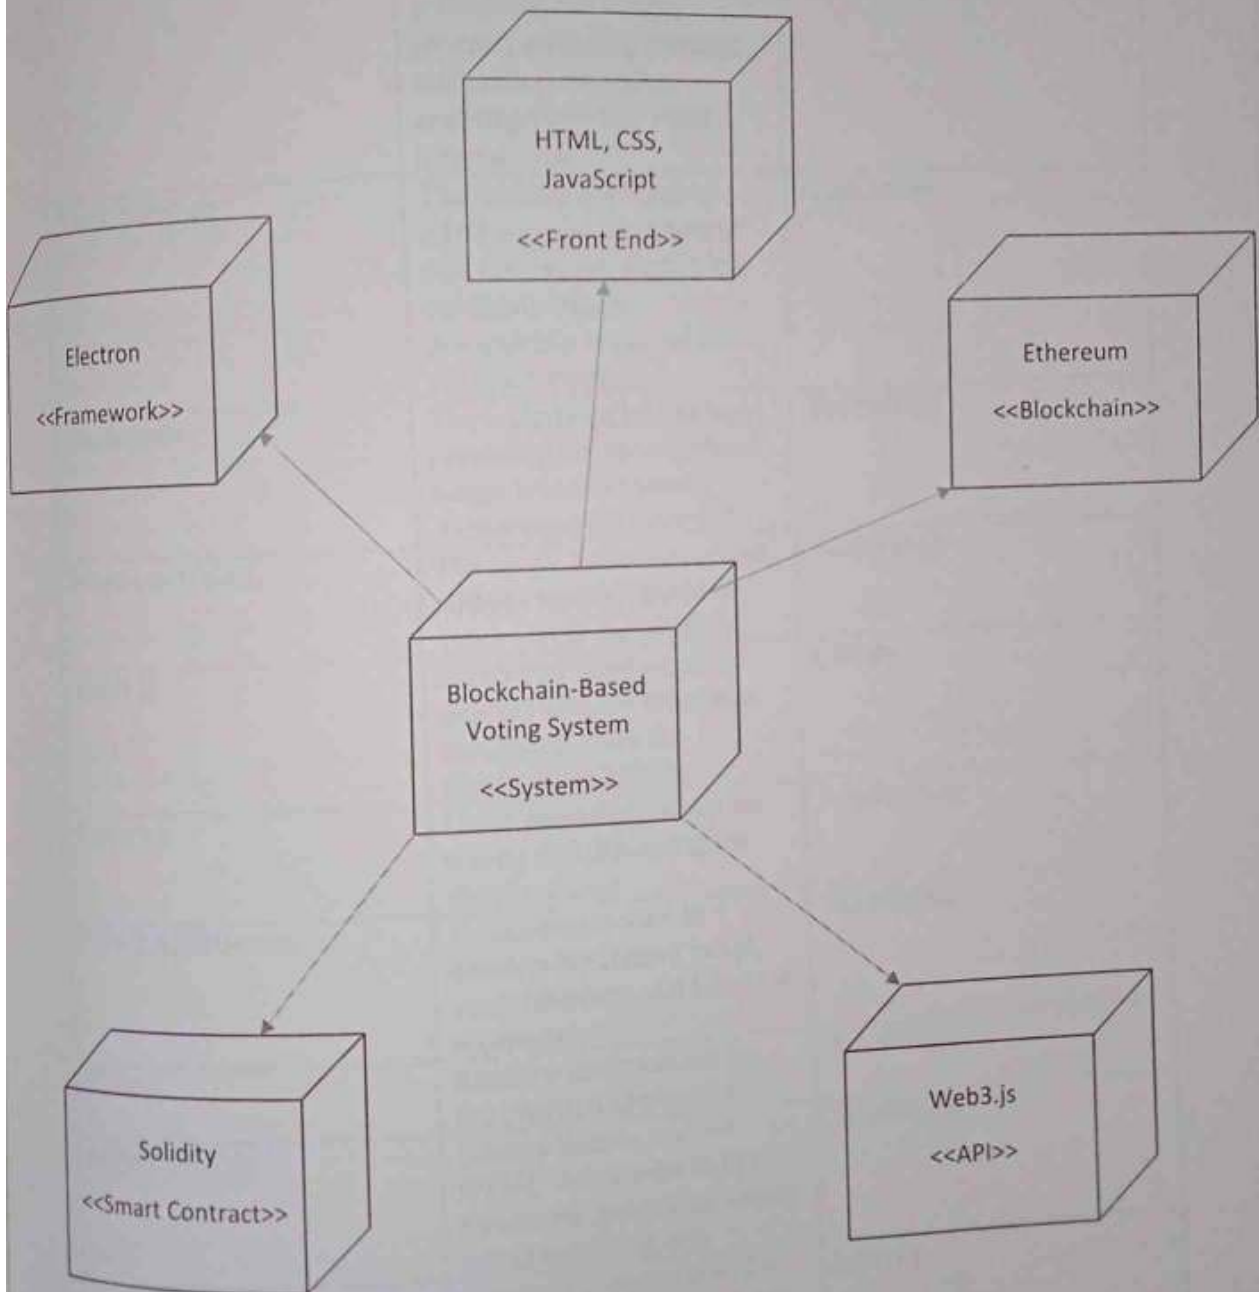 HTML, CSS,
JavaScript
<<Front End>>
Electron
<<Framework>>
Ethereum
<<Blockchain>>
Blockchain-Based
Voting System
<<System>>
Solidity
<<Smart Contract>>
Web3.js
<<API>>